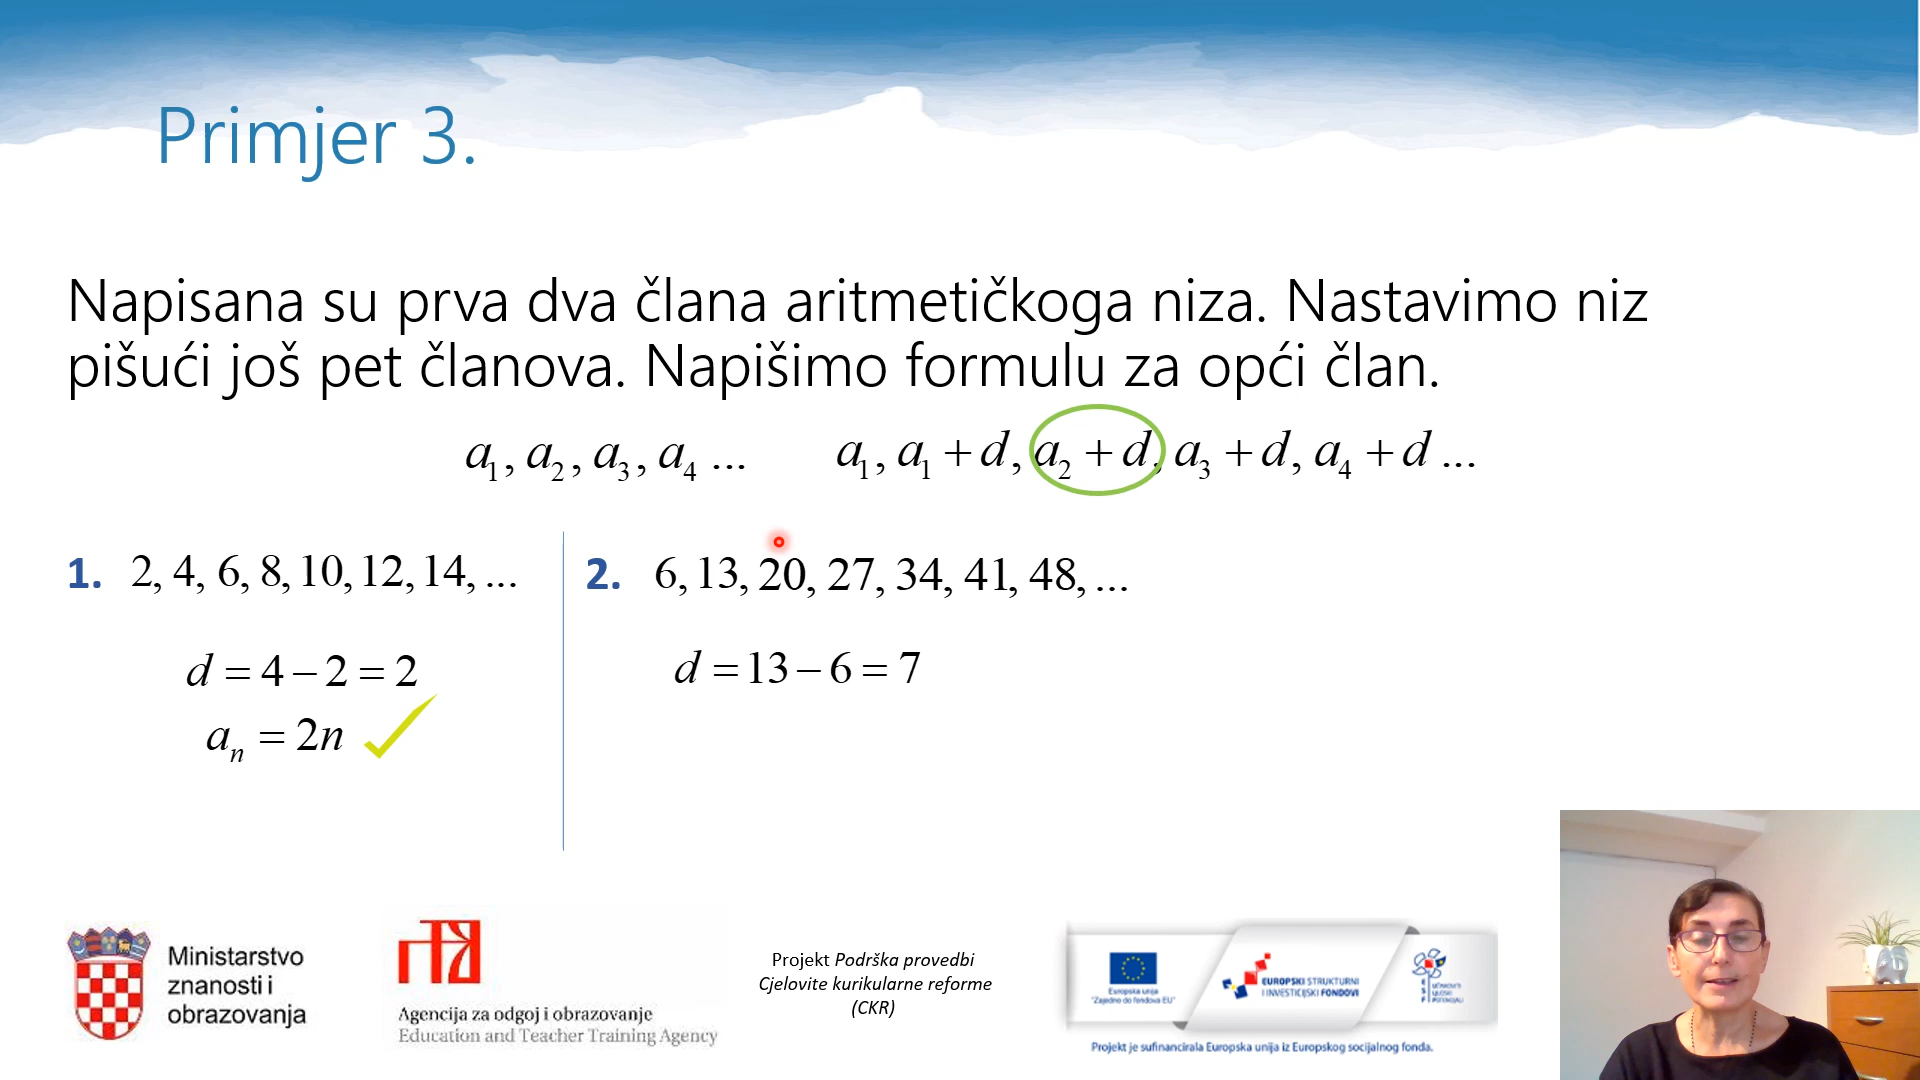 Primjer 3.
Napisana su prva dva člana aritmetičkoga niza. Nastavimo niz
pišući još pet članova. Napišimo formulu za opći član.
a₁, a₂, a₃, a₄ ... a₁, a₁ + d, a₂ + d, a₃ + d, a₄ + d ...
1. 2, 4, 6, 8, 10, 12, 14, ...
d = 4 − 2 = 2
aₙ = 2n
2. 6, 13, 20, 27, 34, 41, 48, ...
d = 13 − 6 = 7
Ministarstvo
znanosti i
obrazovanja
Agencija za odgoj i obrazovanje
Education and Teacher Training Agency
Projekt Podrška provedbi
Cjelovite kurikularne reforme
(CKR)
Europska unija
"Zajedno do fondova EU"
EUROPSKI STRUKTURNI
I INVESTICIJSKI FONDOVI
ESF
UČINKOVITI
LJUDSKI
POTENCIJALI
Projekt je sufinancirala Europska unija iz Europskog socijalnog fonda.